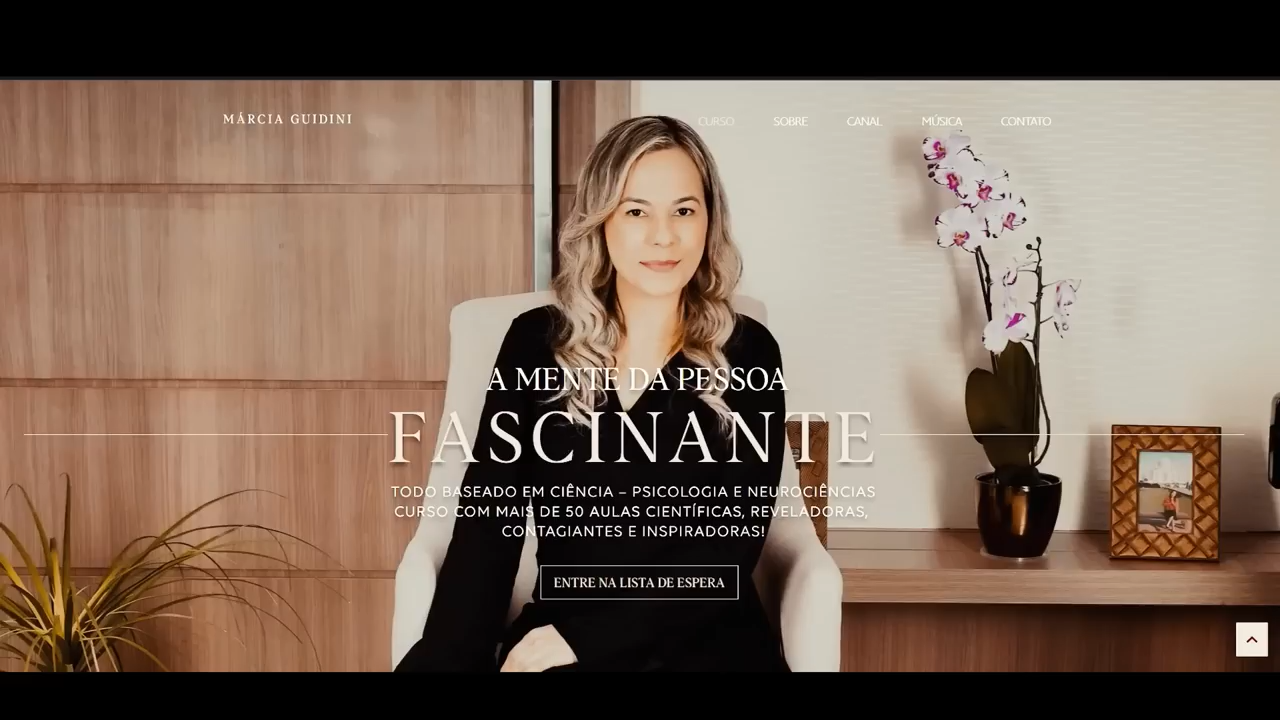 MÁRCIA GUIDINI
CURSO SOBRE CANAL MÚSICA CONTATO
A MENTE DA PESSOA
FASCINANTE
TODO BASEADO EM CIÊNCIA – PSICOLOGIA E NEUROCIÊNCIAS
CURSO COM MAIS DE 50 AULAS CIENTÍFICAS, REVELADORAS,
CONTAGIANTES E INSPIRADORAS!
ENTRE NA LISTA DE ESPERA